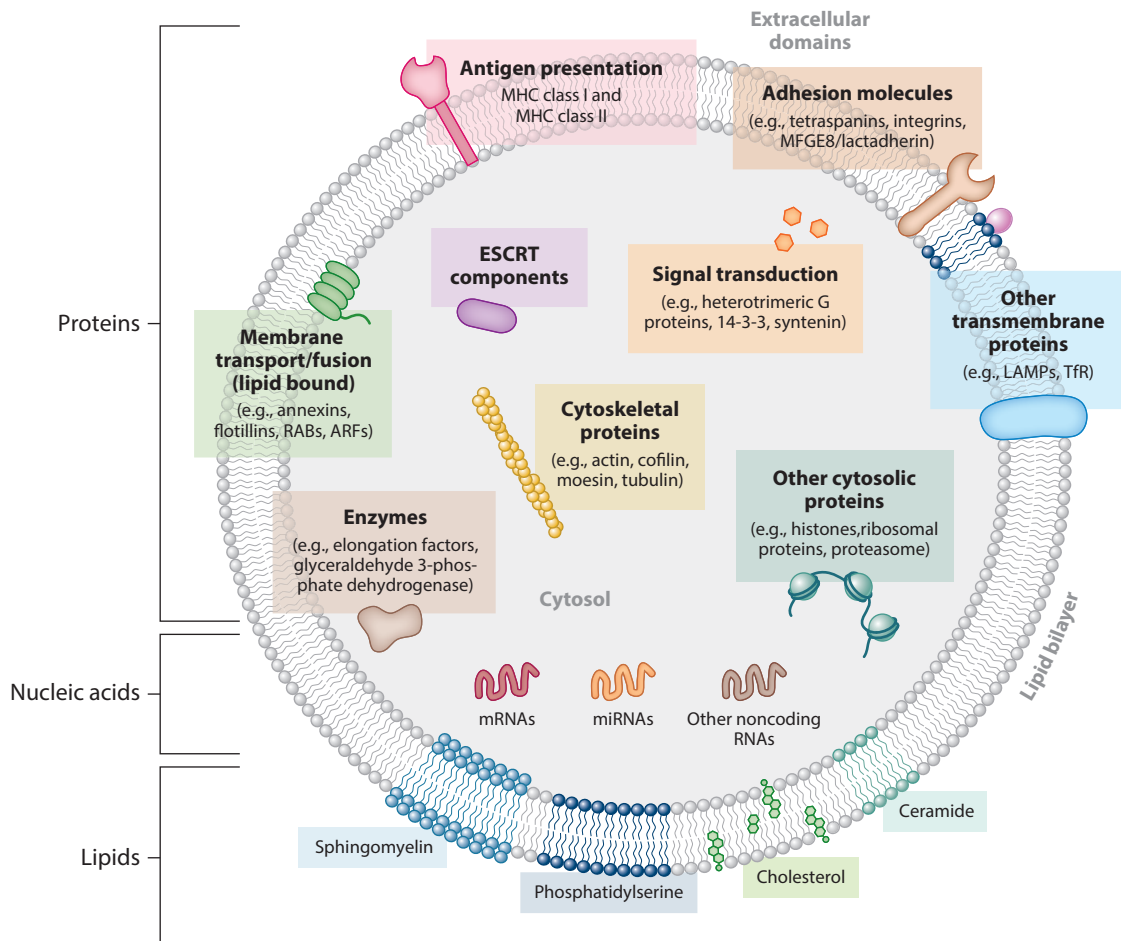 Extracellular
domains
Antigen presentation
MHC class I and
MHC class II
Adhesion molecules
(e.g., tetraspanins, integrins,
MFGE8/lactadherin)
Proteins
ESCRT
components
Signal transduction
(e.g., heterotrimeric G
proteins, 14-3-3, syntenin)
Other
transmembrane
proteins
(e.g., LAMPs, TfR)
Membrane
transport/fusion
(lipid bound)
(e.g., annexins,
flotillins, RABs, ARFs)
Cytoskeletal
proteins
(e.g., actin, cofilin,
moesin, tubulin)
Other cytosolic
proteins
(e.g., histones,ribosomal
proteins, proteasome)
Enzymes
(e.g., elongation factors,
glyceraldehyde 3-phos-
phate dehydrogenase)
Cytosol
Lipid bilayer
Nucleic acids
mRNAs
miRNAs
Other noncoding
RNAs
Lipids
Sphingomyelin
Phosphatidylserine
Cholesterol
Ceramide